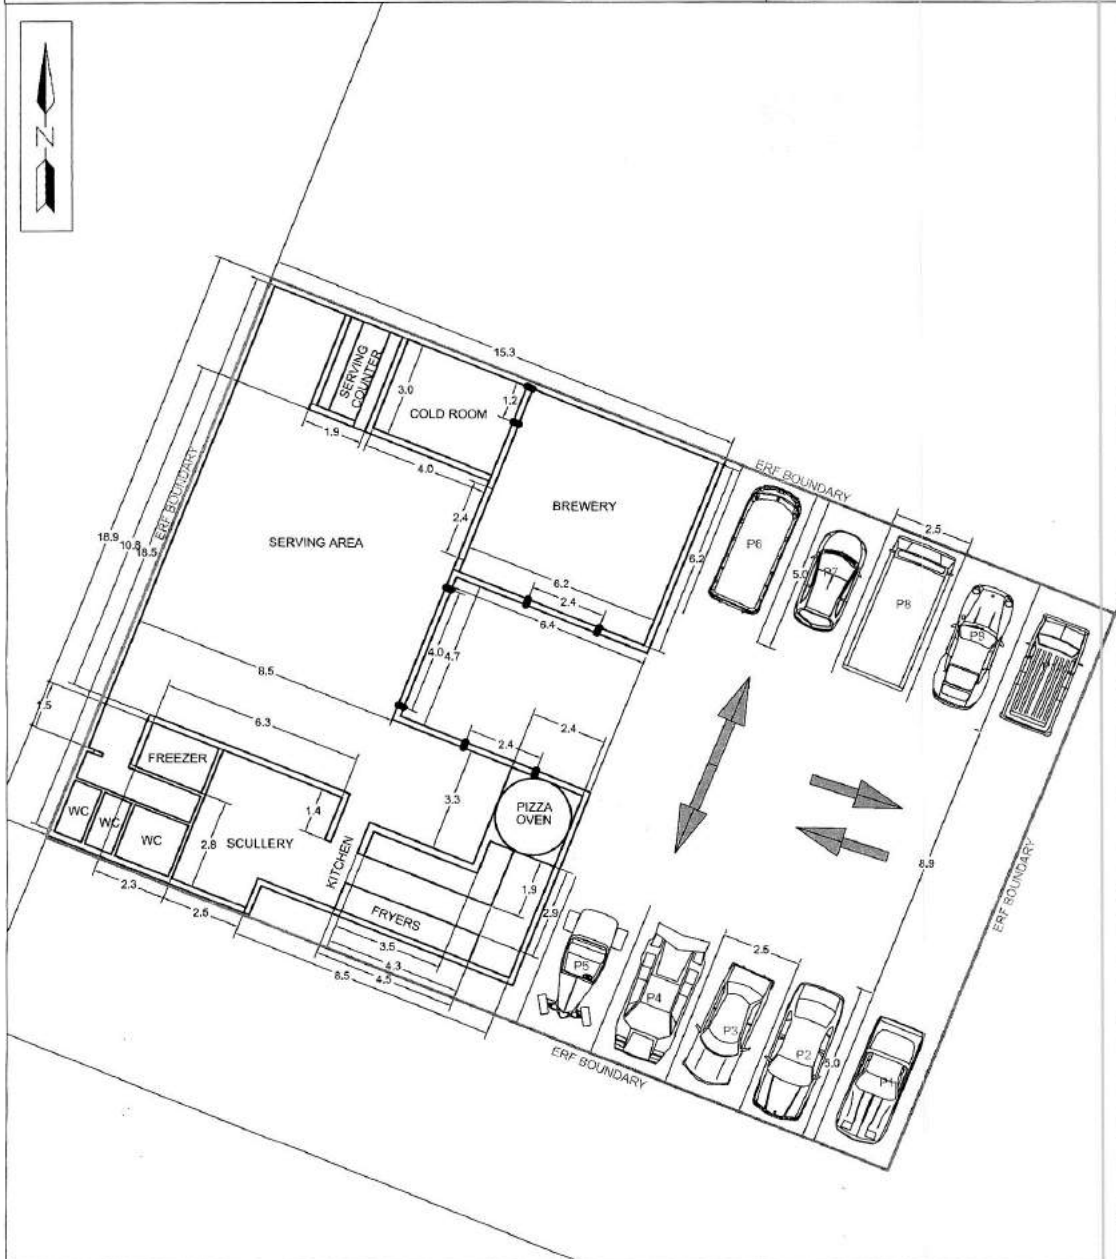 N
15.3
SERVING
COUNTER
3.0
COLD ROOM
1.2
1.9
4.0
ERF BOUNDARY
ERF BOUNDARY
BREWERY
2.4
18.9
10.8
18.5
SERVING AREA
6.2
P6
5.0
P7
2.5
P8
P9
6.2
2.4
6.4
4.0
4.7
8.5
1.5
6.3
2.4
2.4
FREEZER
PIZZA
OVEN
3.3
1.4
WC
WC
WC
SCULLERY
2.8
KITCHEN
8.9
ERF BOUNDARY
2.3
2.5
FRYERS
1.9
2.9
3.5
4.3
4.5
8.5
P5
P4
2.5
P3
P2
5.0
P1
ERF BOUNDARY